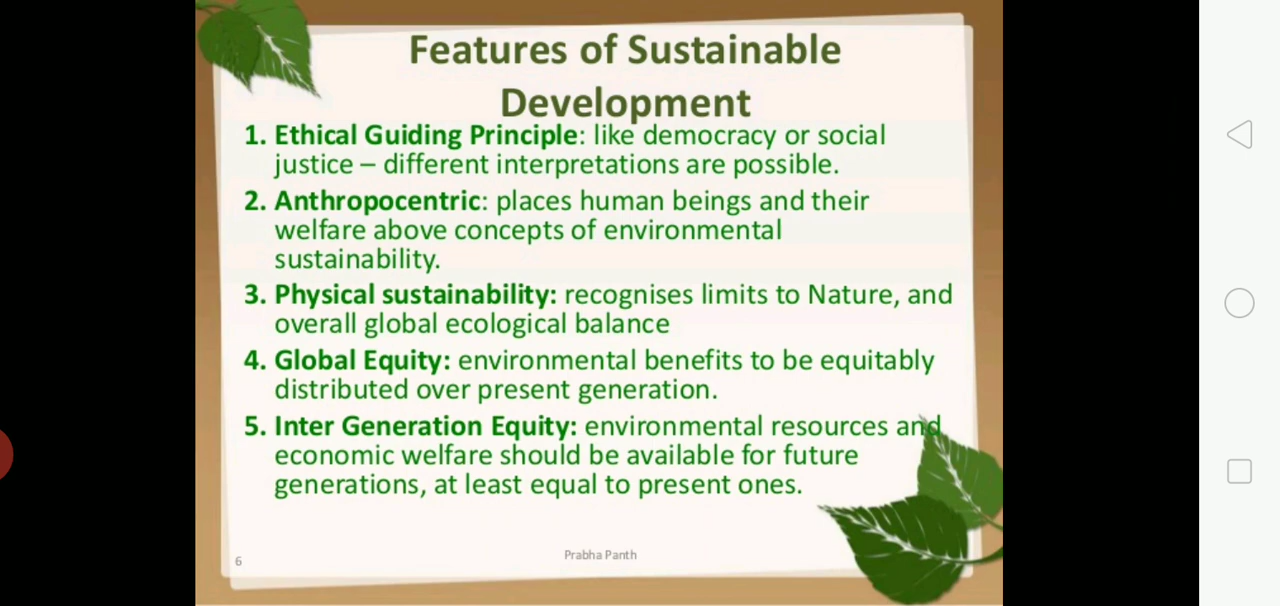 Features of Sustainable
Development
1. Ethical Guiding Principle: like democracy or social
justice – different interpretations are possible.
2. Anthropocentric: places human beings and their
welfare above concepts of environmental
sustainability.
3. Physical sustainability: recognises limits to Nature, and
overall global ecological balance
4. Global Equity: environmental benefits to be equitably
distributed over present generation.
5. Inter Generation Equity: environmental resources and
economic welfare should be available for future
generations, at least equal to present ones.
Prabha Panth
6